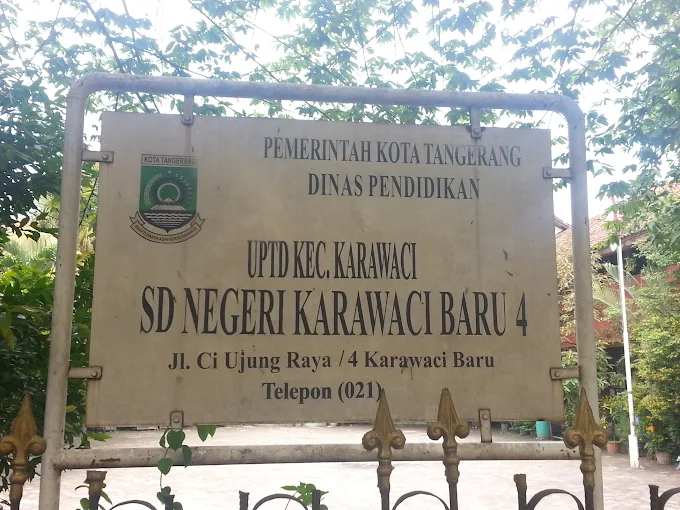 PEMERINTAH KOTA TANGERANG
DINAS PENDIDIKAN
KOTA TANGERANG
UPTD KEC. KARAWACI
SD NEGERI KARAWACI BARU 4
Jl. Ci Ujung Raya / 4 Karawaci Baru
Telepon (021)